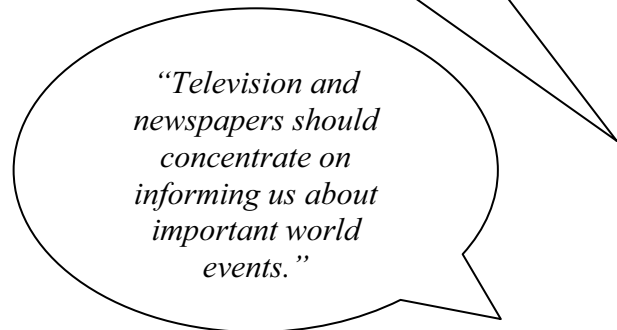 “Television and
newspapers should
concentrate on
informing us about
important world
events.”